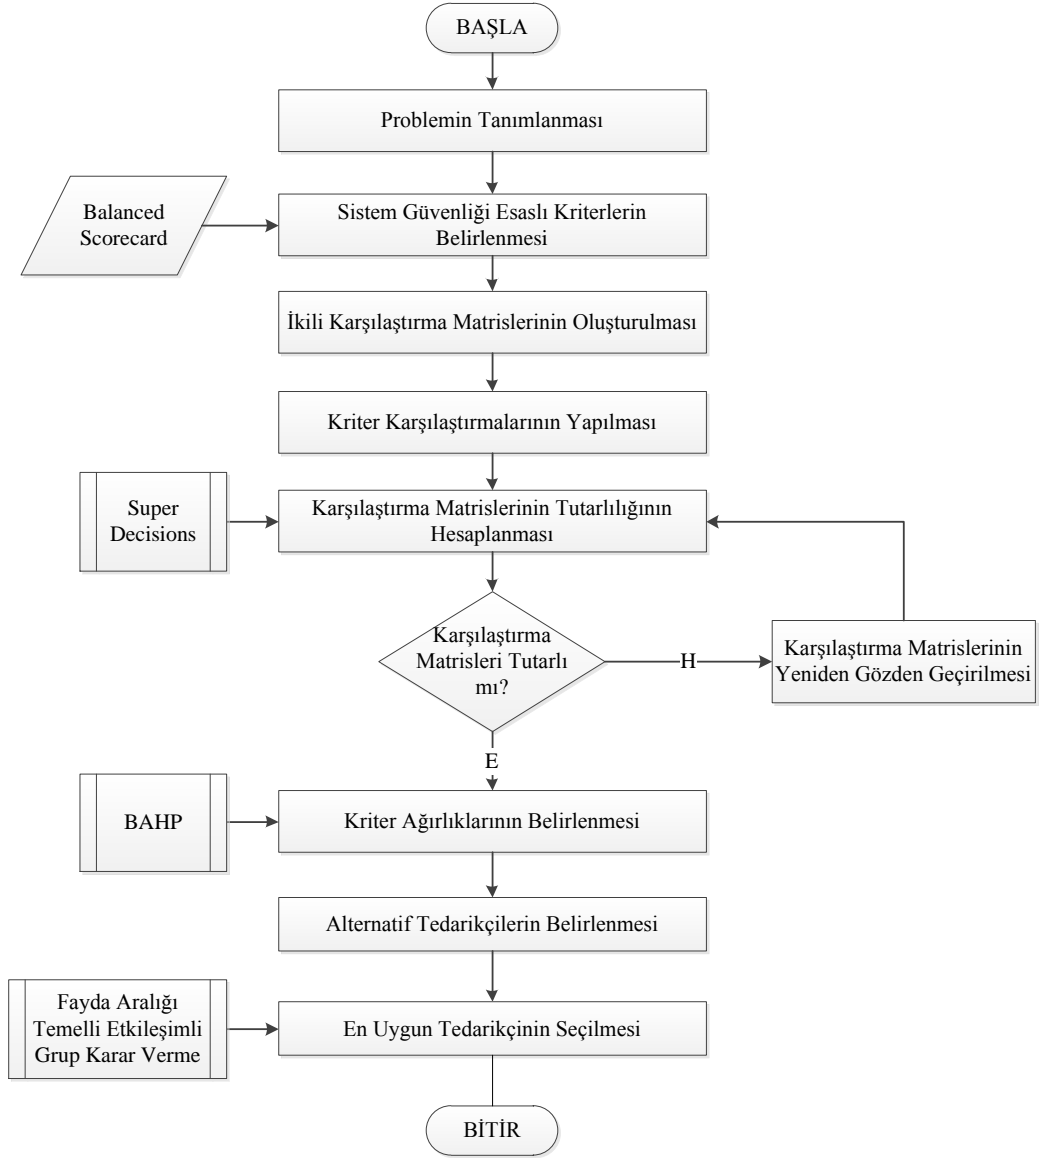 BAŞLA
Problemin Tanımlanması
Balanced
Scorecard
Sistem Güvenliği Esaslı Kriterlerin
Belirlenmesi
İkili Karşılaştırma Matrislerinin Oluşturulması
Kriter Karşılaştırmalarının Yapılması
Super
Decisions
Karşılaştırma Matrislerinin Tutarlılığının
Hesaplanması
Karşılaştırma
Matrisleri Tutarlı
mı?
H
Karşılaştırma Matrislerinin
Yeniden Gözden Geçirilmesi
E
BAHP
Kriter Ağırlıklarının Belirlenmesi
Alternatif Tedarikçilerin Belirlenmesi
Fayda Aralığı
Temelli Etkileşimli
Grup Karar Verme
En Uygun Tedarikçinin Seçilmesi
BİTİR